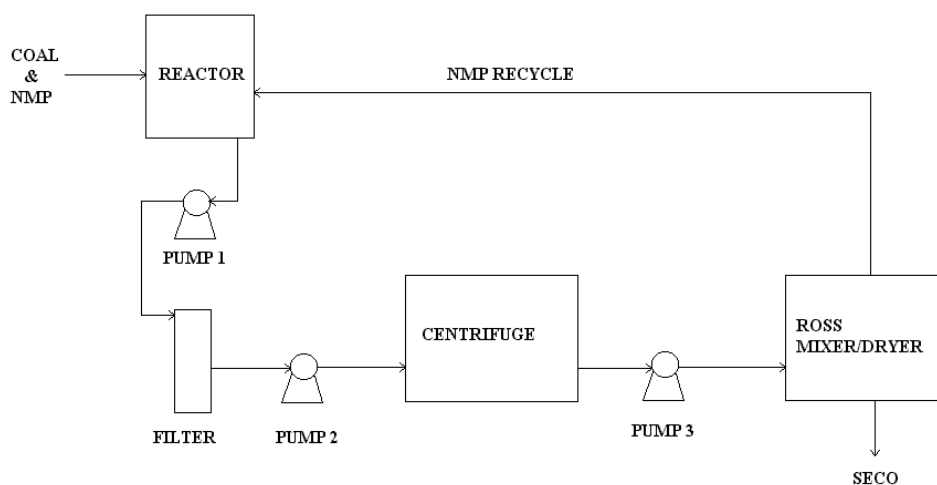 COAL
&
NMP
REACTOR
NMP RECYCLE
PUMP 1
FILTER
PUMP 2
CENTRIFUGE
PUMP 3
ROSS
MIXER/DRYER
SECO